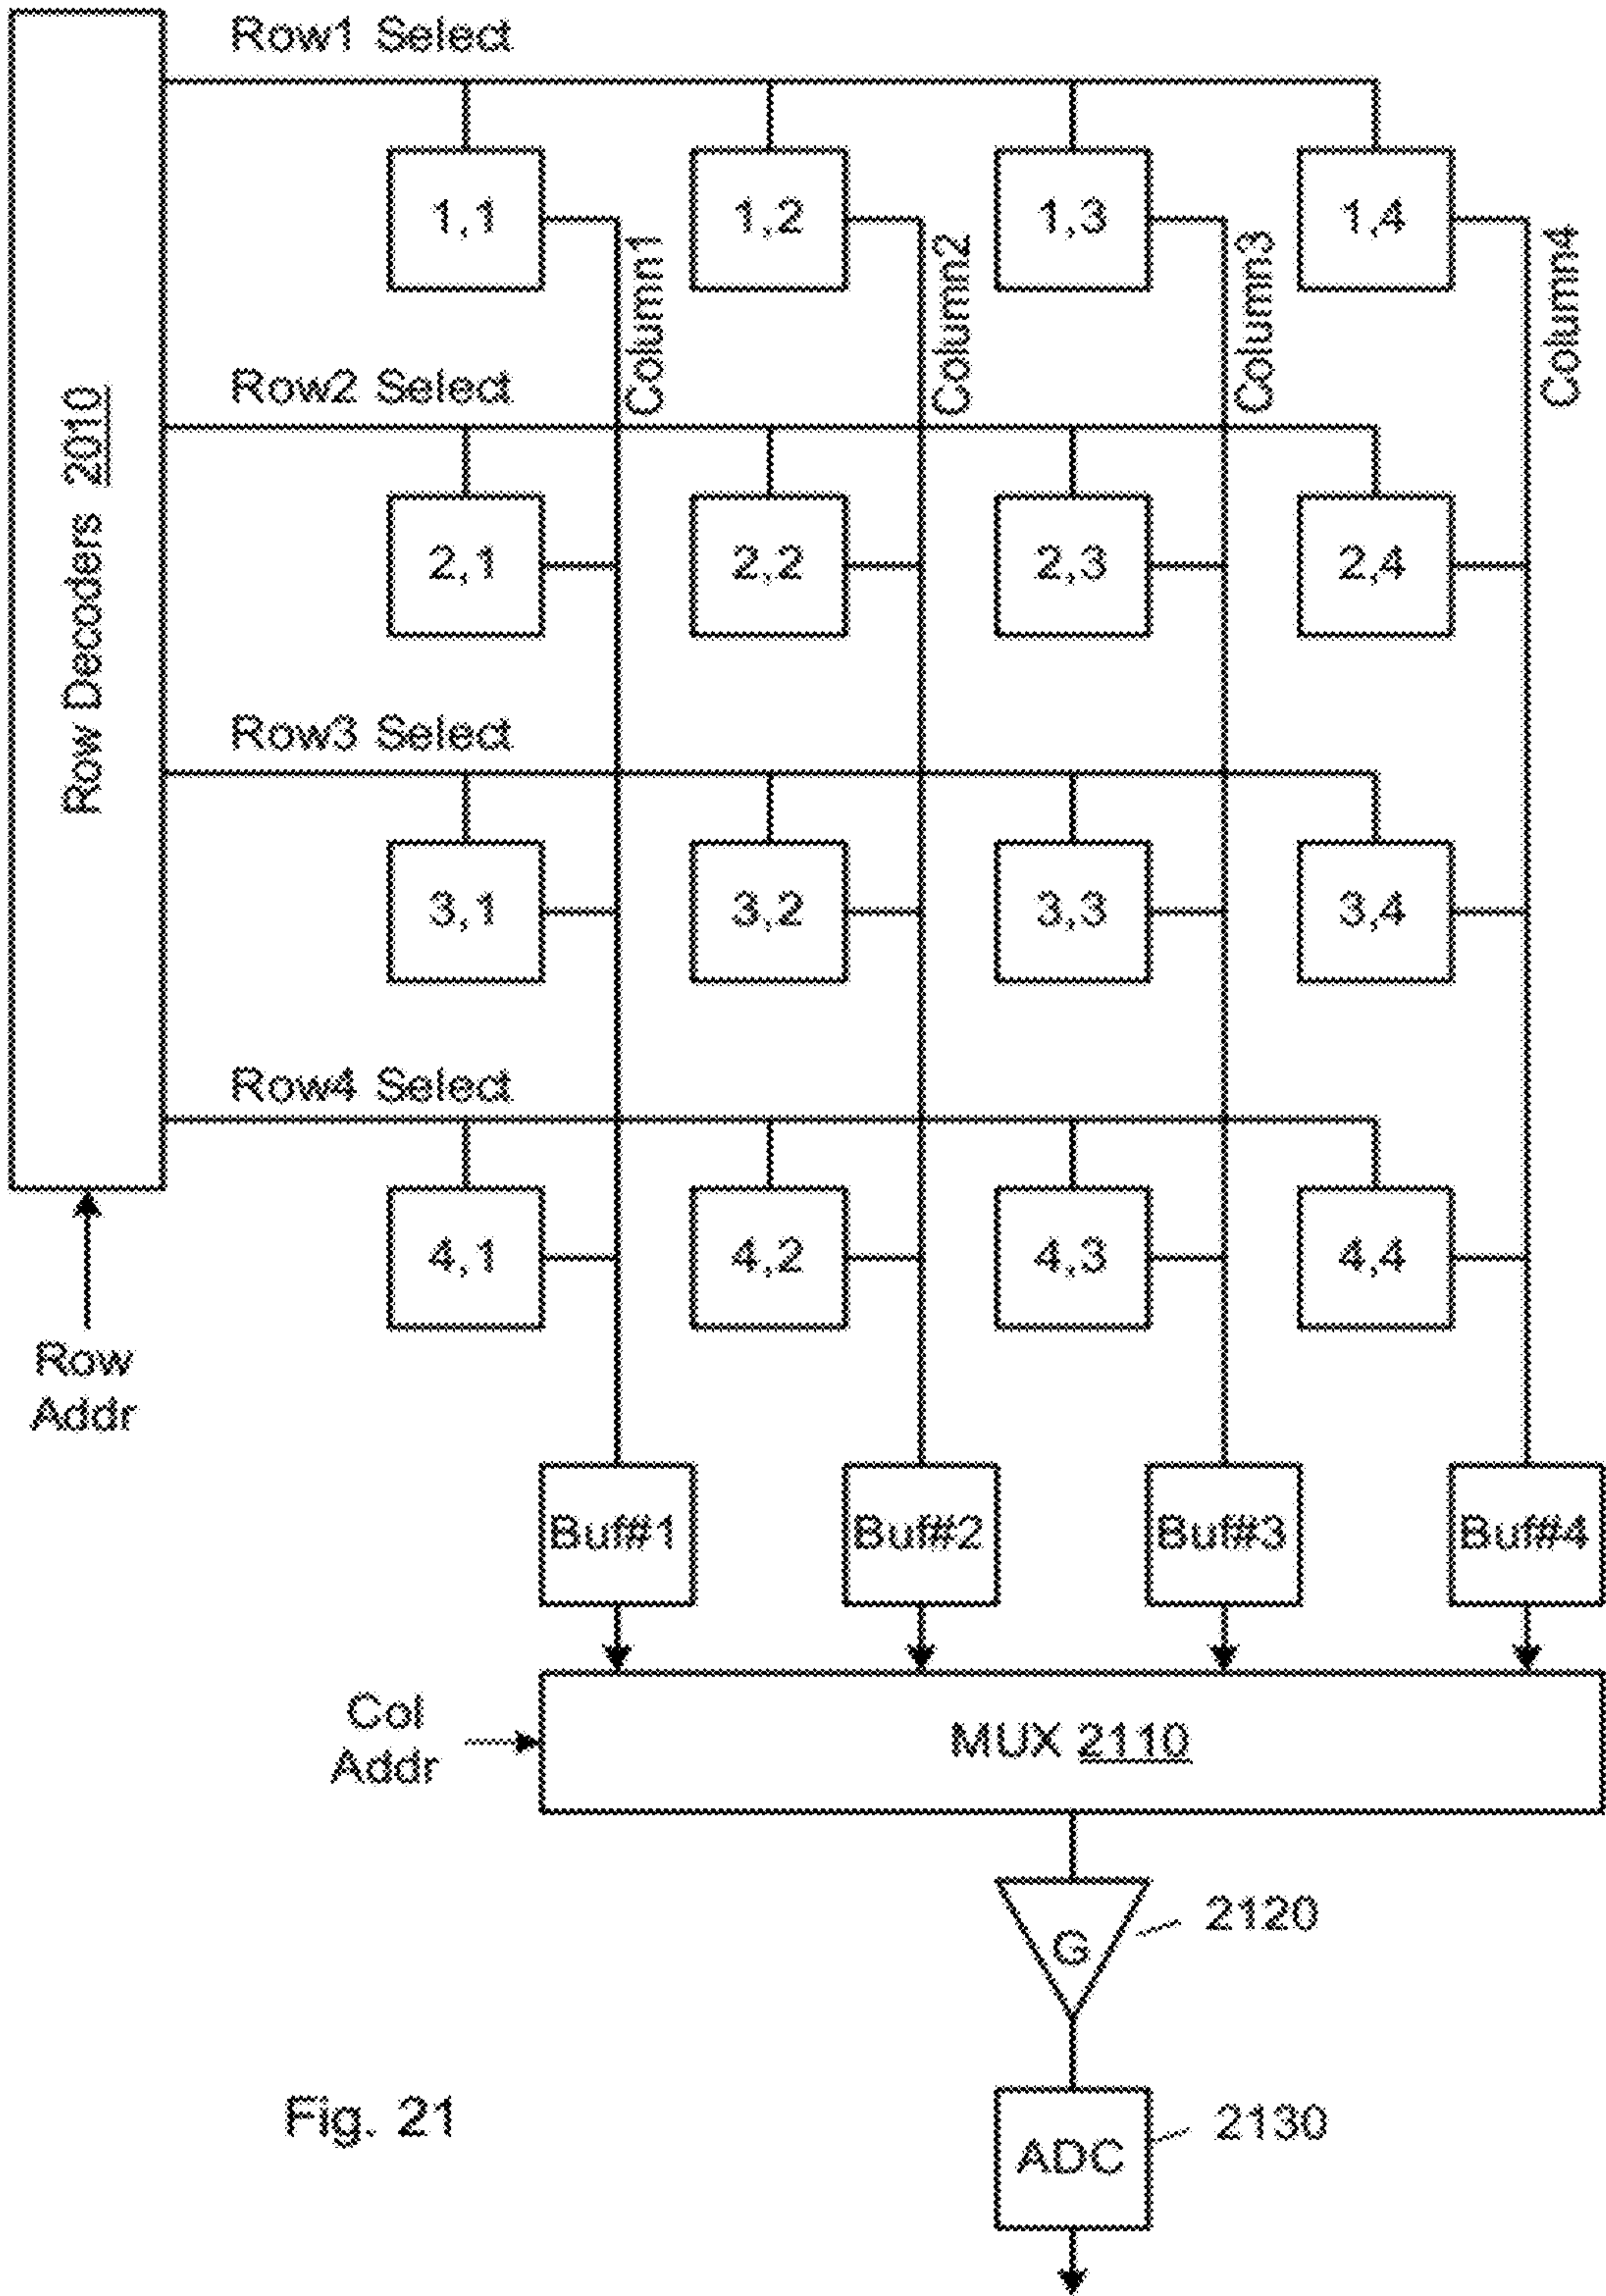 Row1 Select
1,1
1,2
1,3
1,4
Column1
Column2
Column3
Column4
Row Decoders 2010
Row2 Select
2,1
2,2
2,3
2,4
Row3 Select
3,1
3,2
3,3
3,4
Row4 Select
4,1
4,2
4,3
4,4
Row
Addr
Buf#1
Buf#2
Buf#3
Buf#4
Col
Addr
MUX 2110
G
2120
ADC
2130
Fig. 21